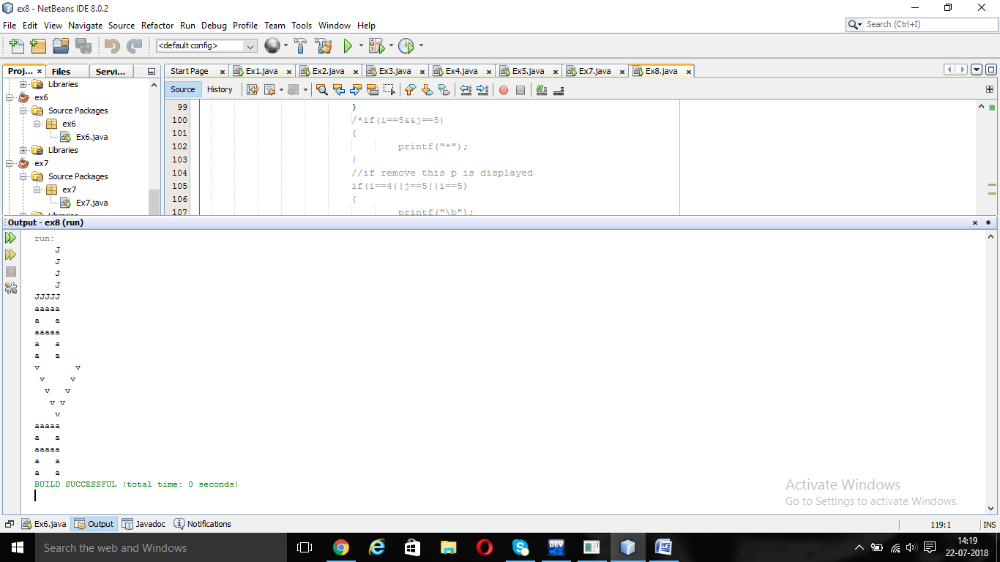 ex8 - NetBeans IDE 8.0.2
File Edit View Navigate Source Refactor Run Debug Profile Team Tools Window Help
Search (Ctrl+I)
<default config>
Proj... Files Servi...
Start Page Ex1.java Ex2.java Ex3.java Ex4.java Ex5.java Ex7.java Ex8.java
Source History
Libraries
ex6
Source Packages
ex6
Ex6.java
Libraries
ex7
Source Packages
ex7
Ex7.java
Libraries
99 }
100 /*if(i==5&&j==5)
101 {
102 printf("*");
103 }
104 //if remove this p is displayed
105 if(i==4||j==5||i==5)
106 {
107 printf("\b");
Output - ex8 (run)
run:
    J
    J
    J
    J
JJJJJ
aaaaa
a   a
aaaaa
a   a
a   a
v       v
 v     v
  v   v
   v v
    v
aaaaa
a   a
aaaaa
a   a
a   a
BUILD SUCCESSFUL (total time: 0 seconds)
Activate Windows
Go to Settings to activate Windows.
Ex6.java Output Javadoc Notifications
119:1 INS
Search the web and Windows
DEV
14:19
22-07-2018